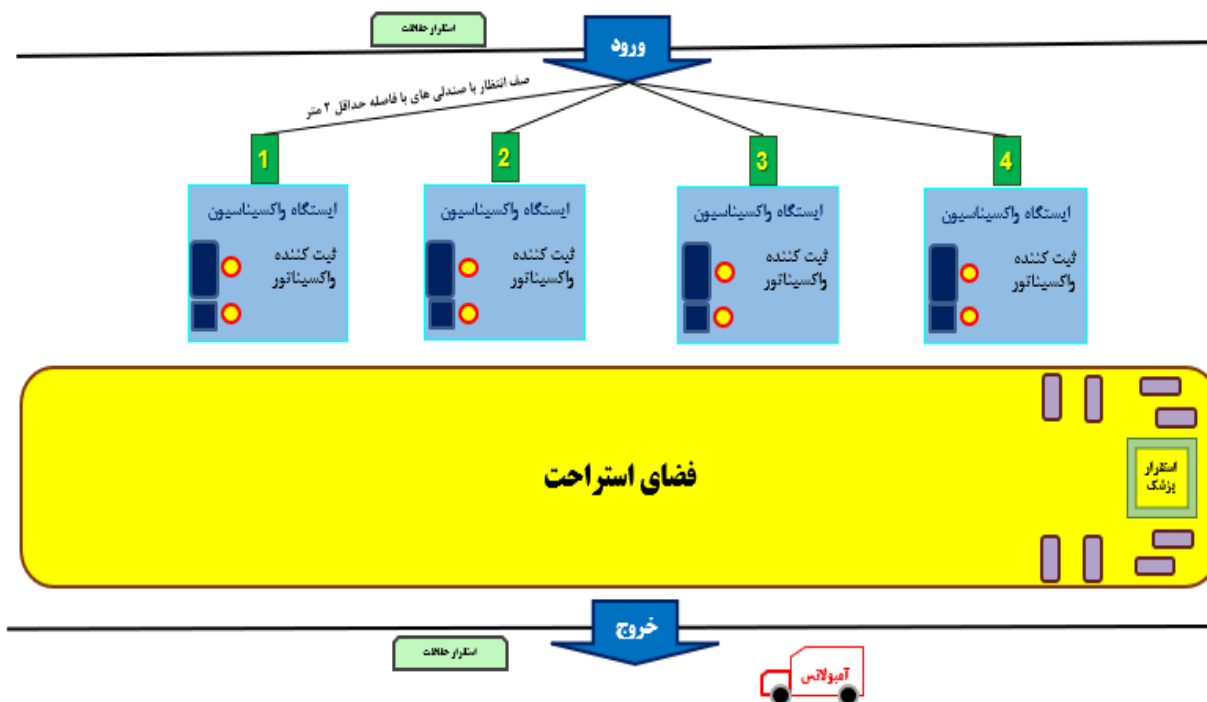 استقرار حفاظت
ورود
صف انتظار با صندلی های با فاصله حداقل ۲ متر
1
2
3
4
ایستگاه واکسیناسیون
ثبت کننده
واکسیناتور
ایستگاه واکسیناسیون
ثبت کننده
واکسیناتور
ایستگاه واکسیناسیون
ثبت کننده
واکسیناتور
ایستگاه واکسیناسیون
ثبت کننده
واکسیناتور
فضای استراحت
استقرار
پزشک
خروج
استقرار حفاظت
آمبولانس